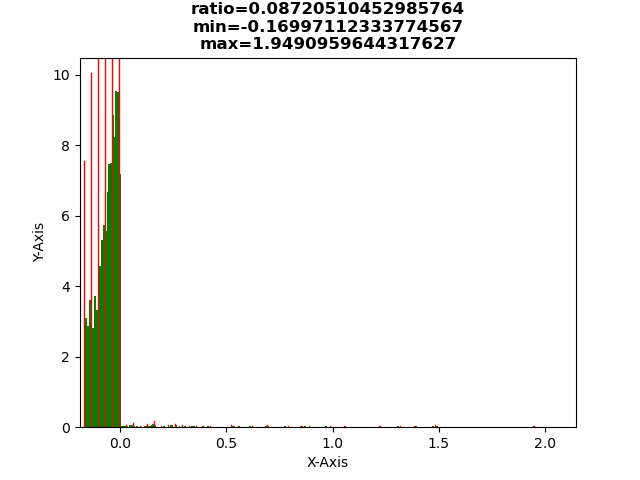 ratio=0.08720510452985764
min=-0.16997112333774567
max=1.9490959644317627
10
8
6
4
2
0
Y-Axis
0.0 0.5 1.0 1.5 2.0
X-Axis